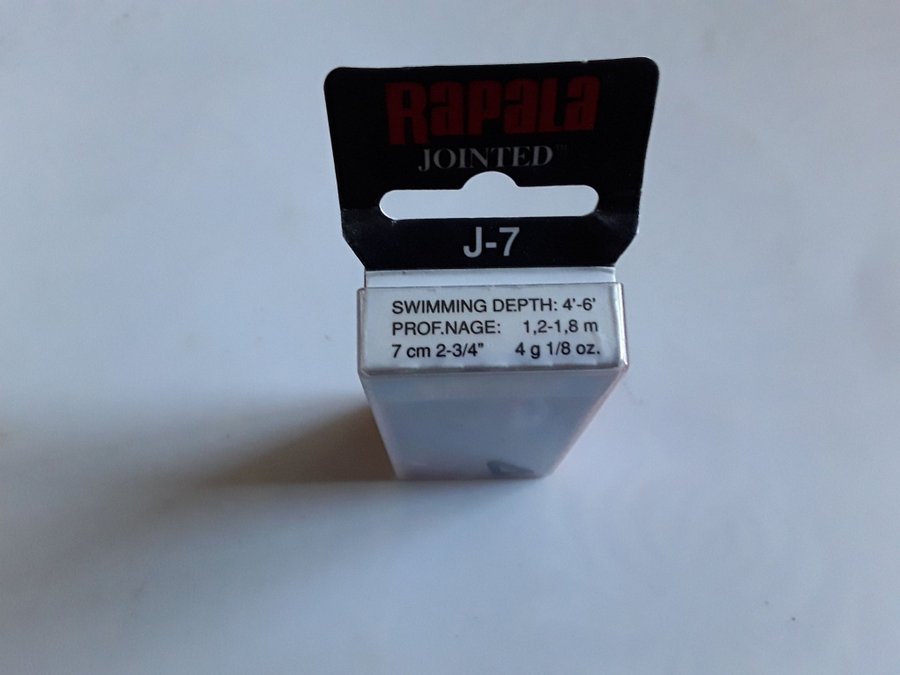 Rapala
JOINTED™
J-7
SWIMMING DEPTH: 4'-6'
PROF.NAGE: 1,2-1,8 m
7 cm 2-3/4" 4 g 1/8 oz.